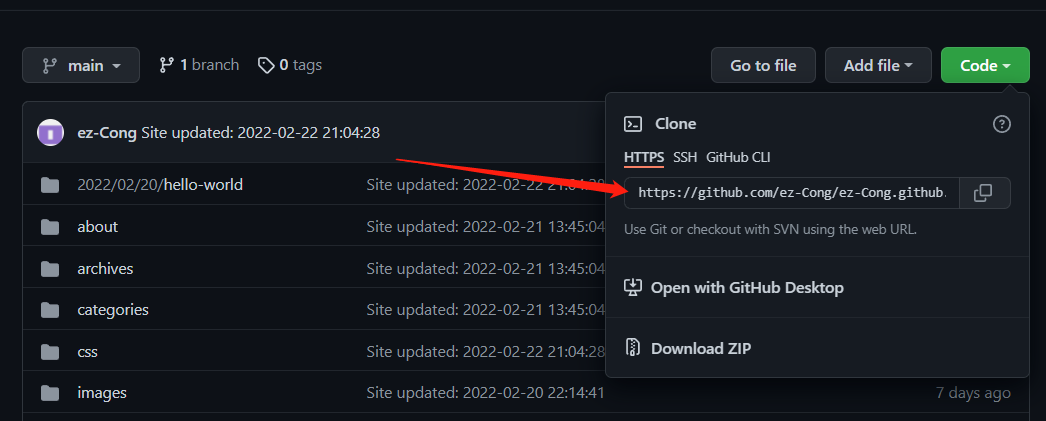 main 1 branch 0 tags Go to file Add file Code
ez-Cong Site updated: 2022-02-22 21:04:28
Clone
HTTPS SSH GitHub CLI
2022/02/20/hello-world Site updated: 2022-02-22 21:04:28
https://github.com/ez-Cong/ez-Cong.github.
about Site updated: 2022-02-21 13:45:04
Use Git or checkout with SVN using the web URL.
archives Site updated: 2022-02-21 13:45:04
Open with GitHub Desktop
categories Site updated: 2022-02-21 13:45:04
css Site updated: 2022-02-22 21:04:28
Download ZIP
images Site updated: 2022-02-20 22:14:41 7 days ago